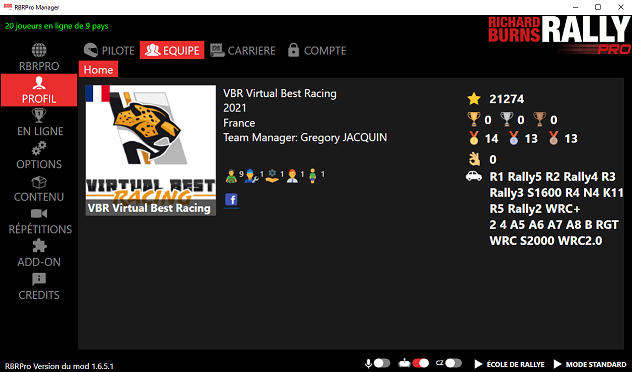 RBRPro Manager
20 joueurs en ligne de 9 pays
RICHARD BURNS RALLY PRO
PILOTE EQUIPE CARRIERE COMPTE
RBRPRO
PROFIL
EN LIGNE
OPTIONS
CONTENU
RÉPÉTITIONS
ADD-ON
CREDITS
Home
VIRTUAL BEST
RACING
VBR Virtual Best Racing
VBR Virtual Best Racing
2021
France
Team Manager: Gregory JACQUIN
9 1 1 1 1
21274
0 0 0
14 13 13
0
R1 Rally5 R2 Rally4 R3
Rally3 S1600 R4 N4 K11
R5 Rally2 WRC+
2 4 A5 A6 A7 A8 B RGT
WRC S2000 WRC2.0
RBRPro Version du mod 1.6.5.1
CZ
ÉCOLE DE RALLYE
MODE STANDARD